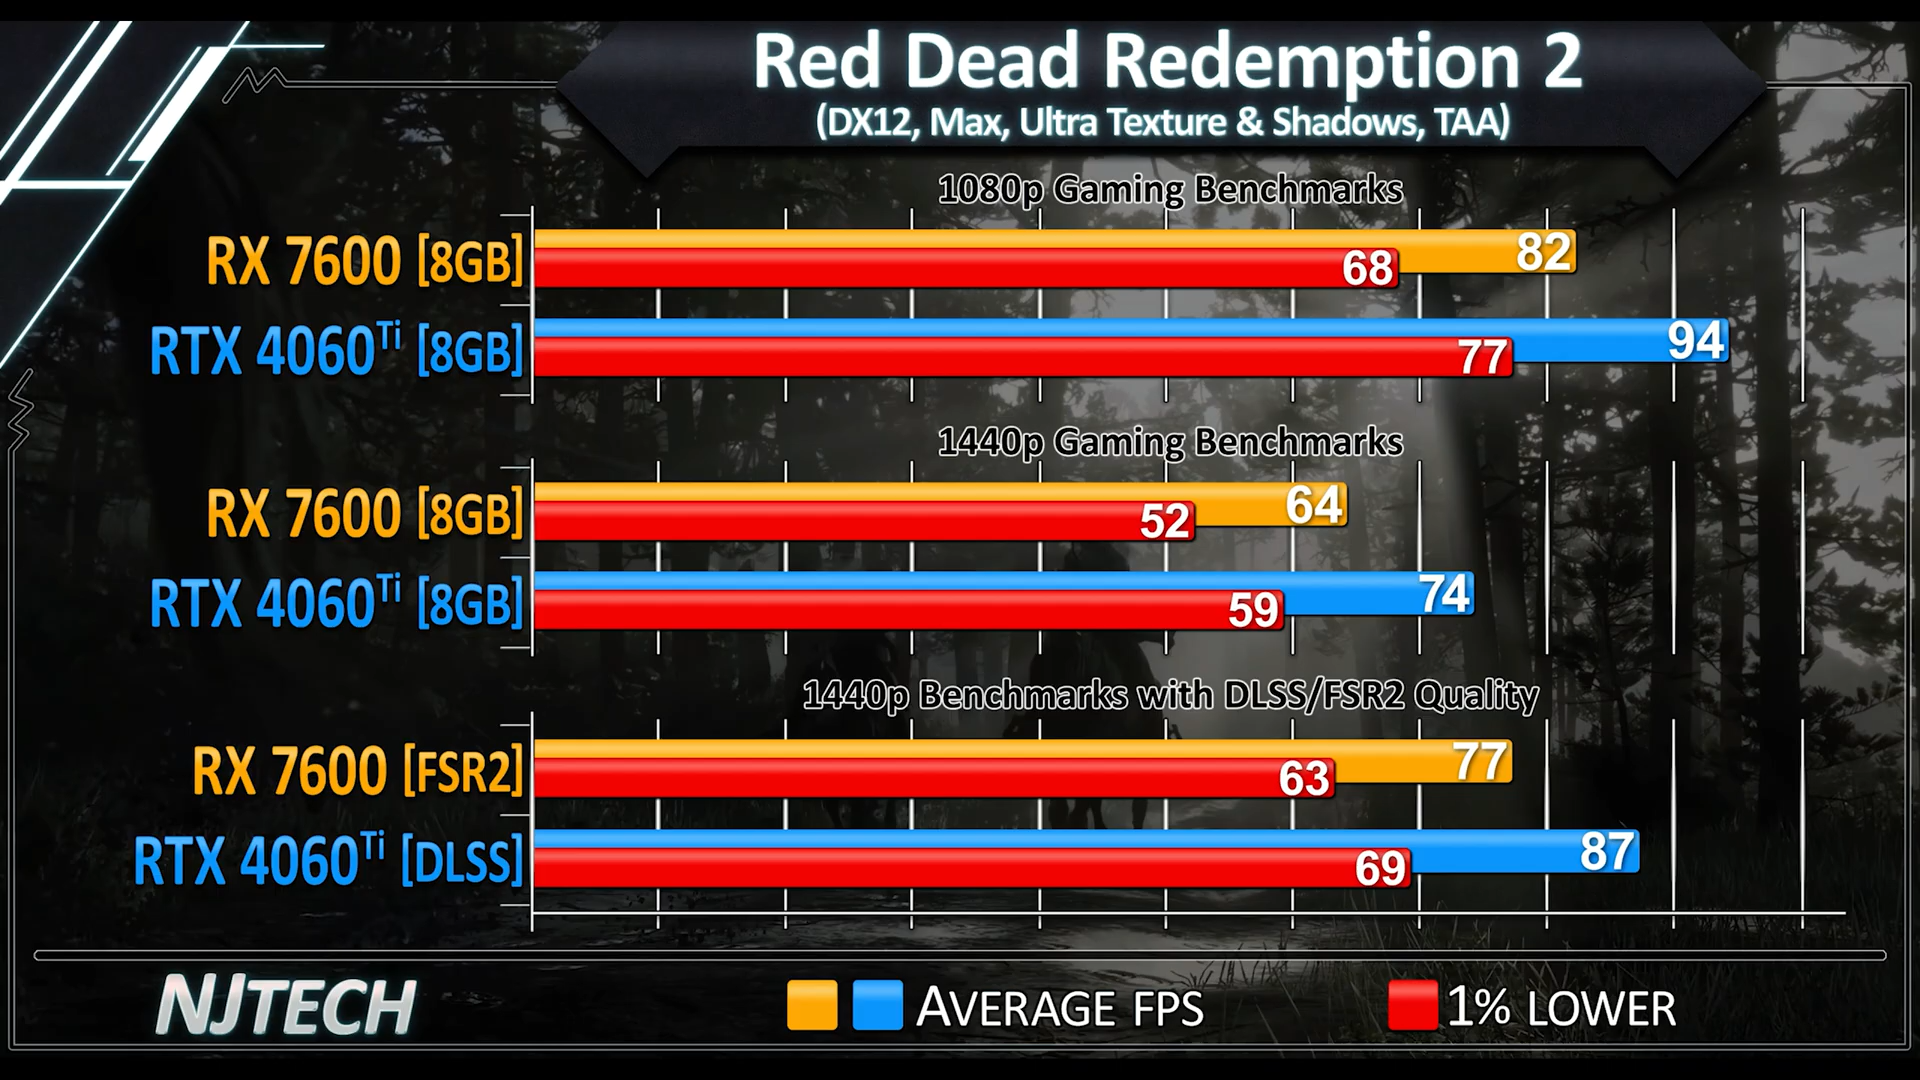 Red Dead Redemption 2
(DX12, Max, Ultra Texture & Shadows, TAA)
1080p Gaming Benchmarks
RX 7600 [8GB]
82
68
RTX 4060Ti [8GB]
94
77
1440p Gaming Benchmarks
RX 7600 [8GB]
64
52
RTX 4060Ti [8GB]
74
59
1440p Benchmarks with DLSS/FSR2 Quality
RX 7600 [FSR2]
77
63
RTX 4060Ti [DLSS]
87
69
NJTECH
AVERAGE FPS
1% LOWER